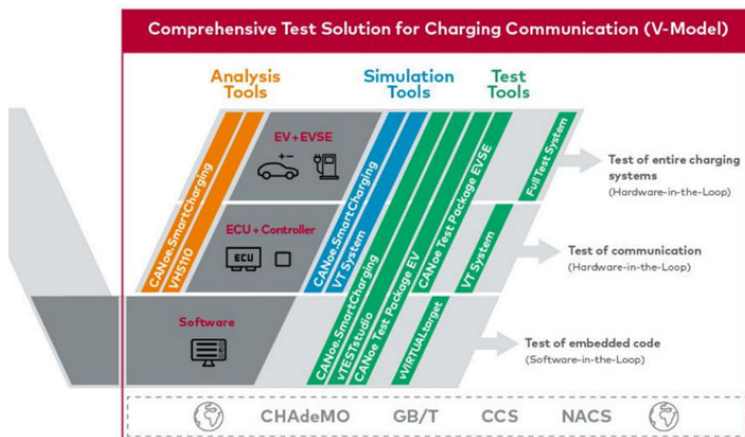 Comprehensive Test Solution for Charging Communication (V-Model)
Analysis
Tools
Simulation
Tools
Test
Tools
EV + EVSE
ECU + Controller
ECU
Software
CANoe.SmartCharging
VH5110
CANoe.SmartCharging
VT System
CANoe.SmartCharging
vTESTstudio
CANoe Test Package EV
CANoe Test Package EVSE
vVIRTUALtarget
VT System
Full Test System
Test of entire charging
systems
(Hardware-in-the-Loop)
Test of communication
(Hardware-in-the-Loop)
Test of embedded code
(Software-in-the-Loop)
CHAdeMO GB/T CCS NACS